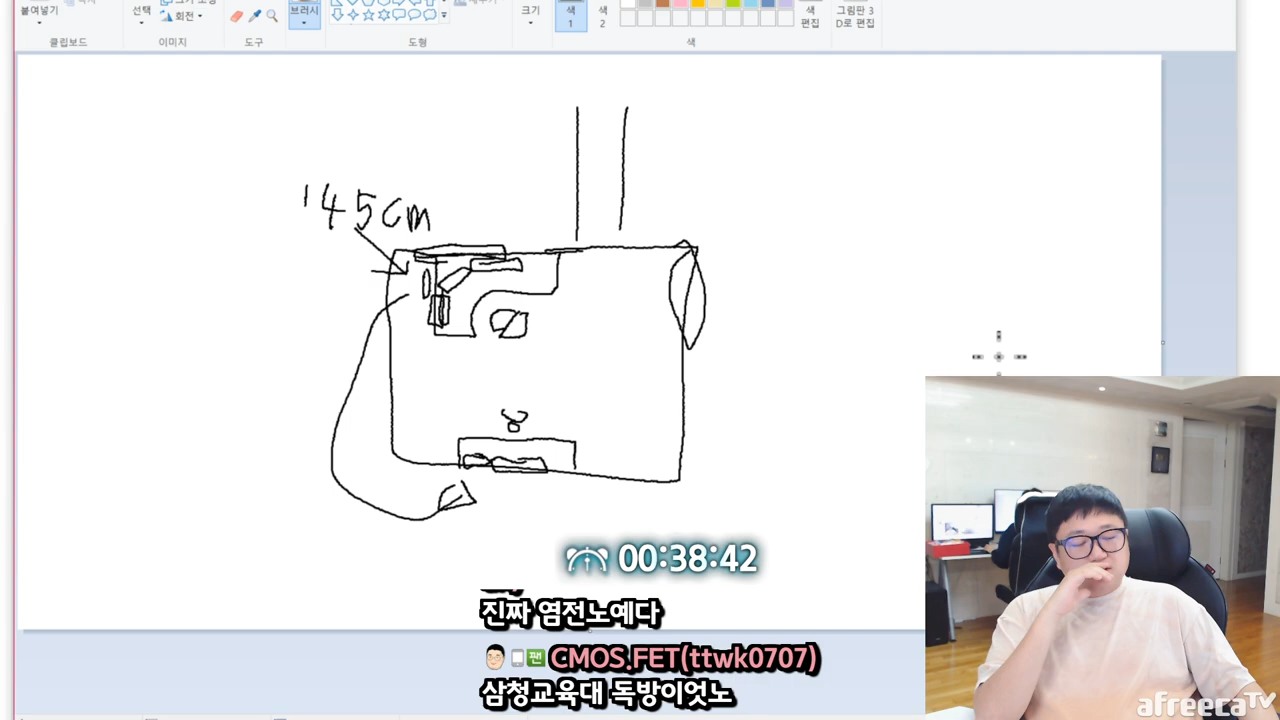 붙여넣기
선택
회전
브러시
크기
색
1
색
2
색
편집
그림판 3
D로 편집
클립보드
이미지
도구
도형
색
145cm
00:38:42
진짜 염전노예다
팬 CMOS.FET(ttwk0707)
삼청교육대 독방이엇노
afreecaTV